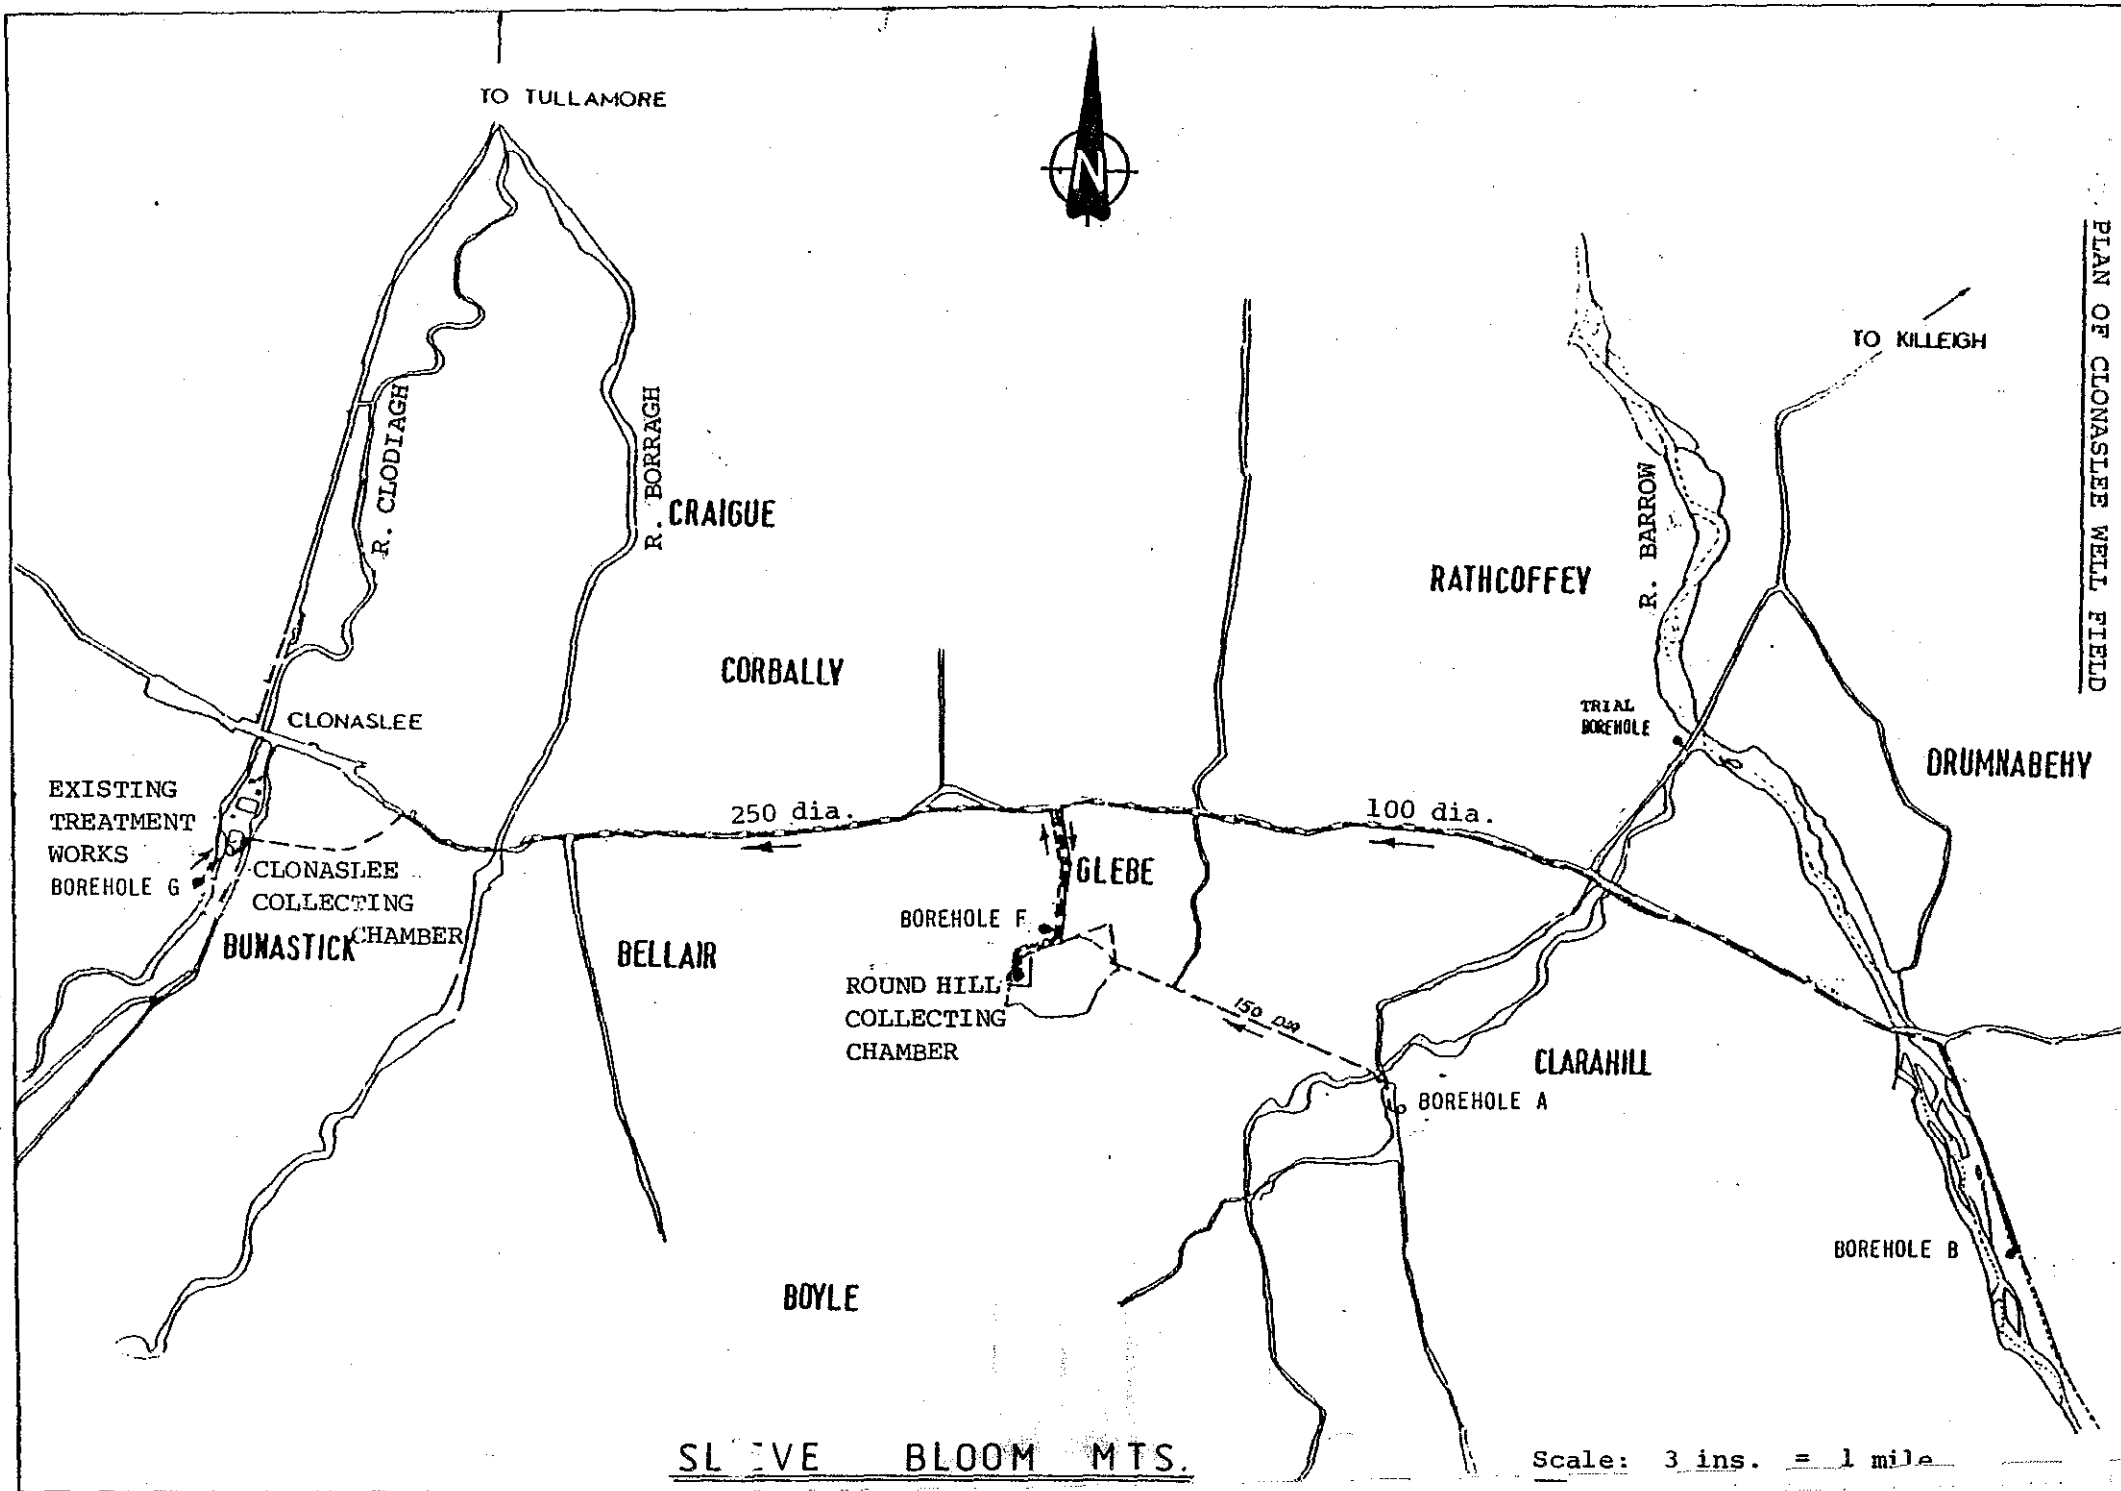 TO TULLAMORE
N
PLAN OF CLONASLEE WELL FIELD
TO KILLEIGH
R. CLODIAGH
R. BORRAGH
CRAIGUE
R. BARROW
RATHCOFFEY
CORBALLY
CLONASLEE
TRIAL
BOREHOLE
DRUMNABEHY
EXISTING
TREATMENT
WORKS
BOREHOLE G
250 dia.
100 dia.
CLONASLEE
COLLECTING
CHAMBER
GLEBE
BOREHOLE F
BUNASTICK
BELLAIR
ROUND HILL
COLLECTING
CHAMBER
150 DIA
CLARAHILL
BOREHOLE A
BOREHOLE B
BOYLE
BLOOM MTS.
Scale: 3 ins. = 1 mile